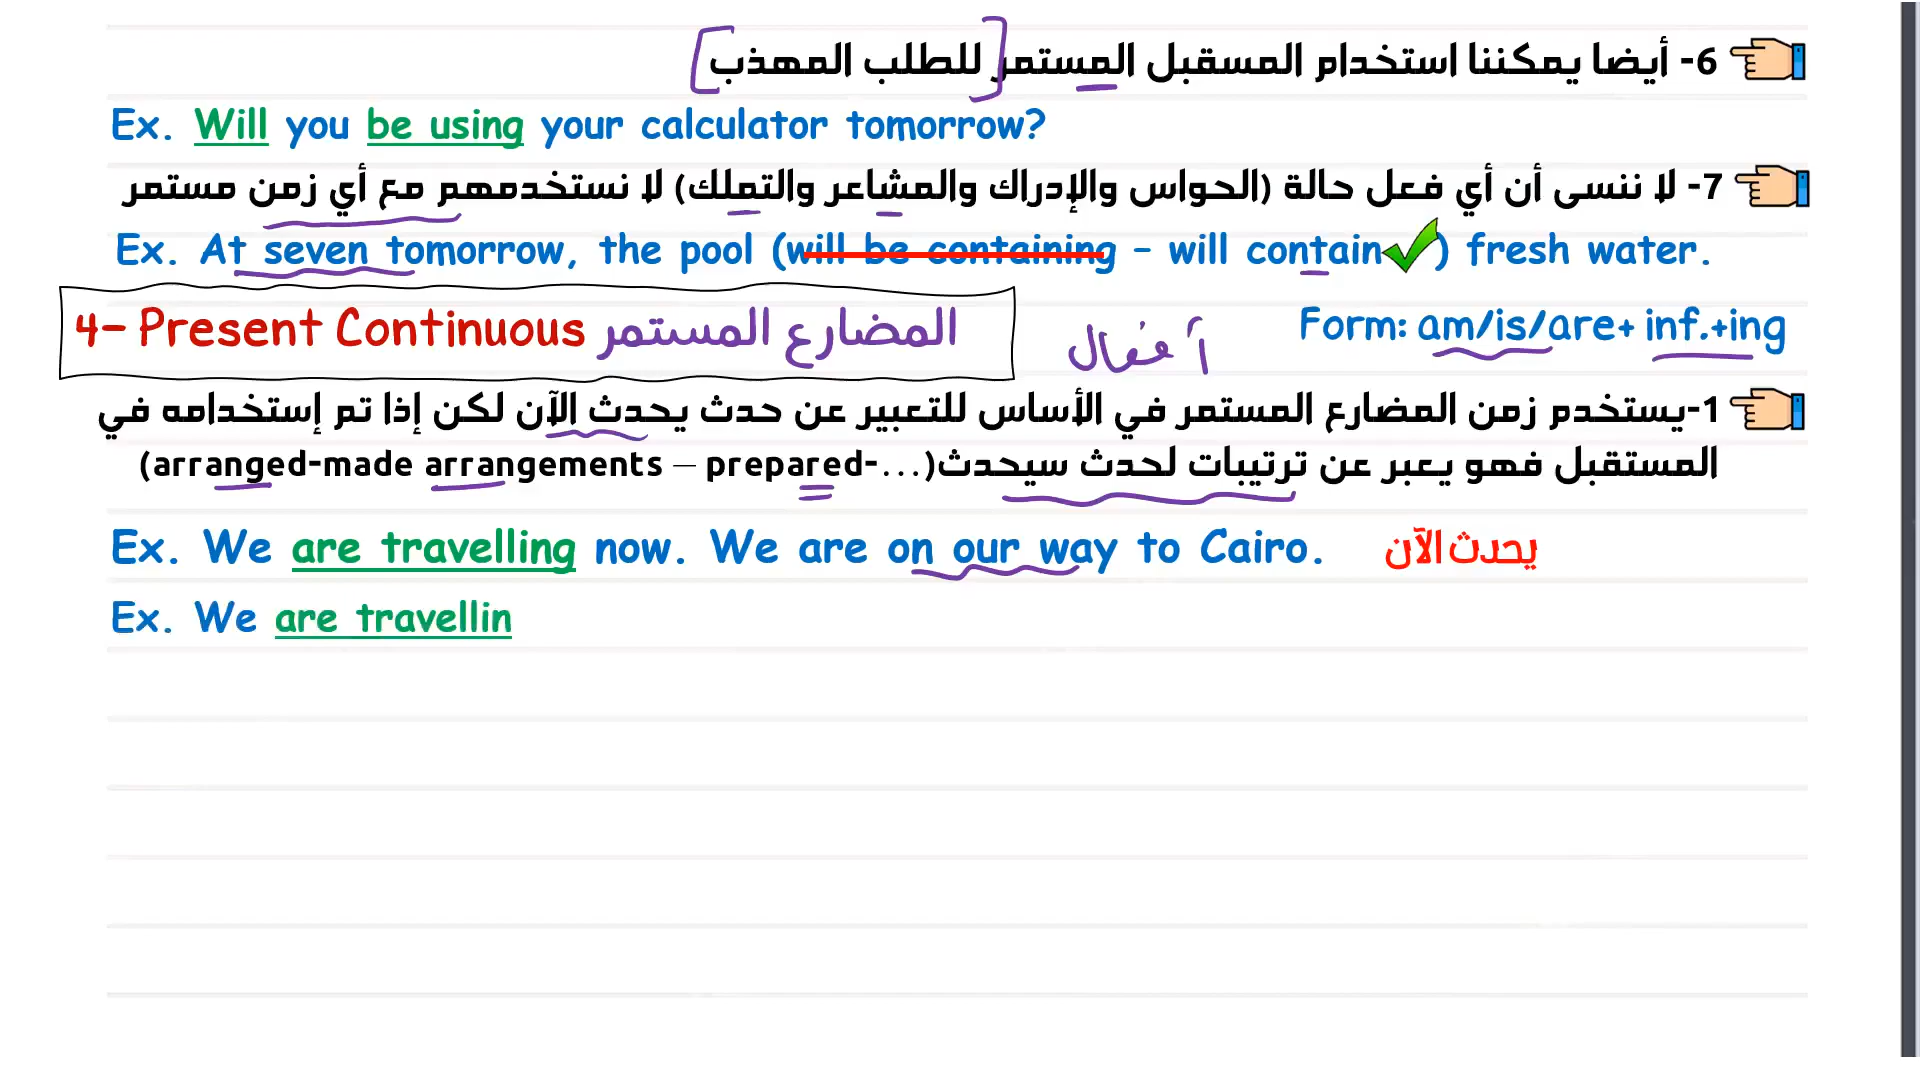 6- أيضا يمكننا استخدام المسقبل المستمر للطلب المهذب
Ex. Will you be using your calculator tomorrow?
7- لا ننسى أن أي فعل حالة (الحواس والإدراك والمشاعر والتملك) لا نستخدمهم مع أي زمن مستمر
Ex. At seven tomorrow, the pool (will be containing – will contain) fresh water.
4- Present Continuous المضارع المستمر
Form: am/is/are+ inf.+ing
1-يستخدم زمن المضارع المستمر في الأساس للتعبير عن حدث يحدث الآن لكن إذا تم إستخدامه في
المستقبل فهو يعبر عن ترتيبات لحدث سيحدث(arranged-made arrangements – prepared-…)
Ex. We are travelling now. We are on our way to Cairo. يحدث الآن
Ex. We are travellin